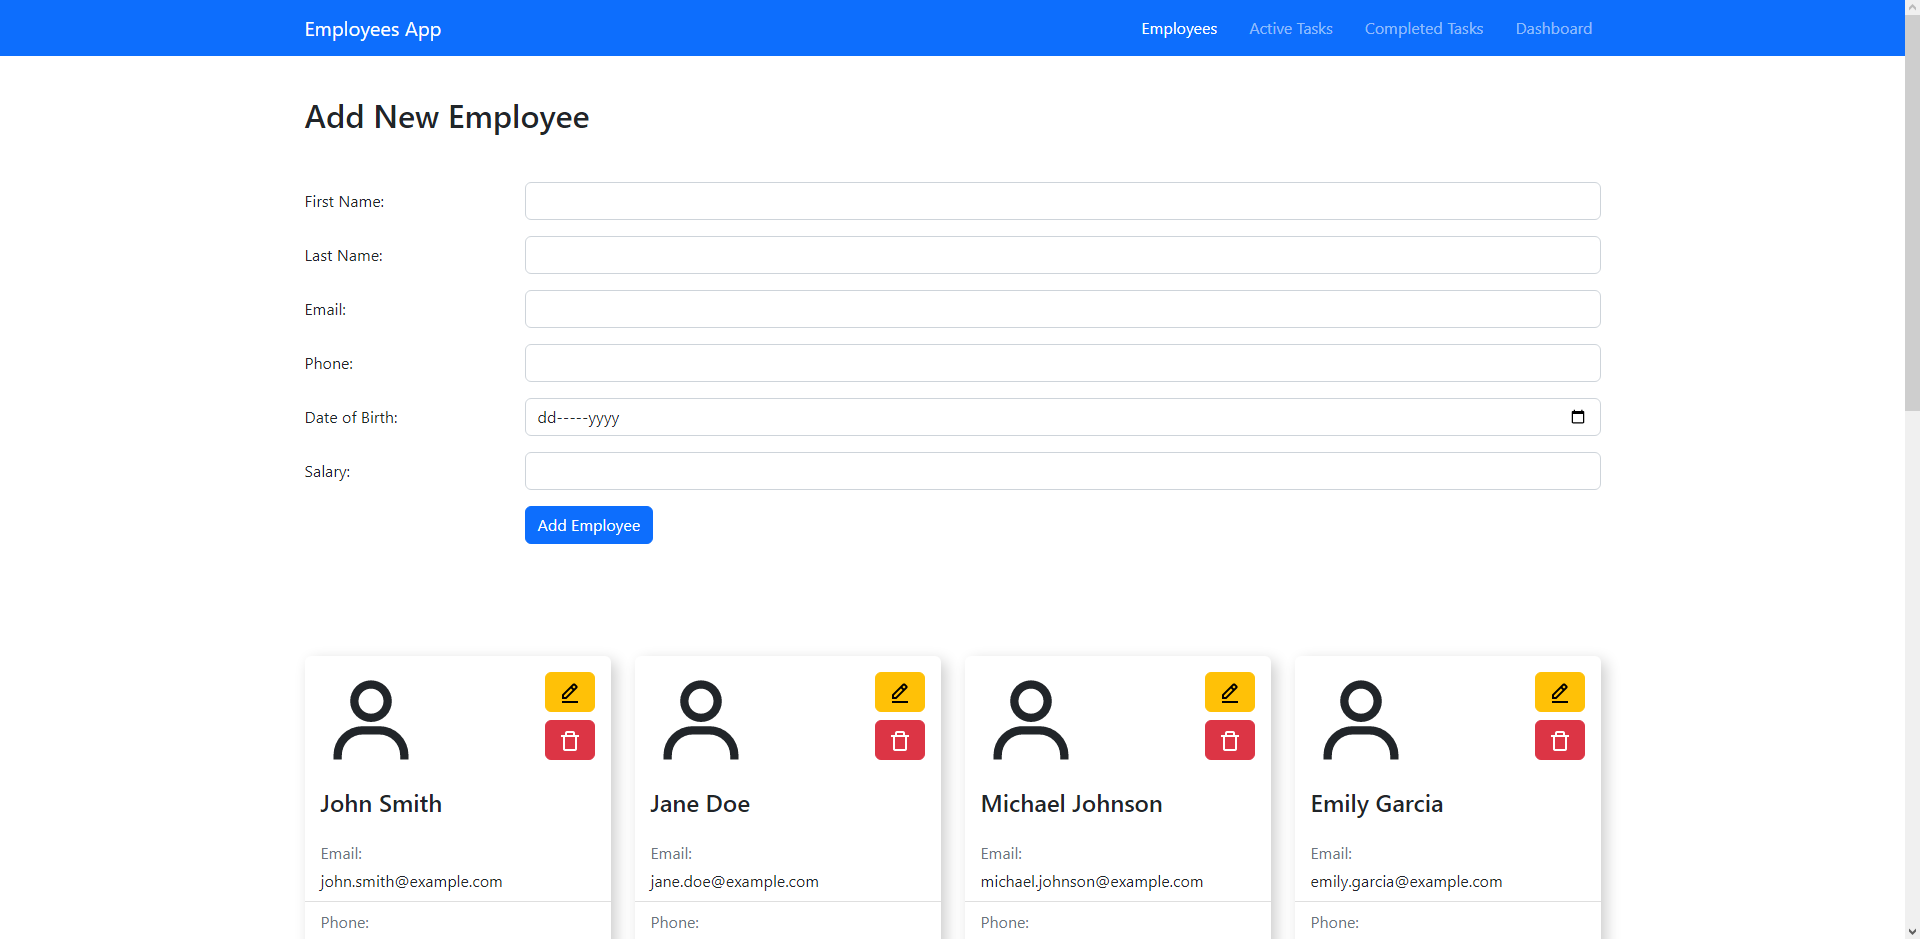 Employees App Employees Active Tasks Completed Tasks Dashboard
Add New Employee
First Name:
Last Name:
Email:
Phone:
Date of Birth: dd-----yyyy
Salary:
Add Employee
John Smith
Email:
john.smith@example.com
Phone:
Jane Doe
Email:
jane.doe@example.com
Phone:
Michael Johnson
Email:
michael.johnson@example.com
Phone:
Emily Garcia
Email:
emily.garcia@example.com
Phone: